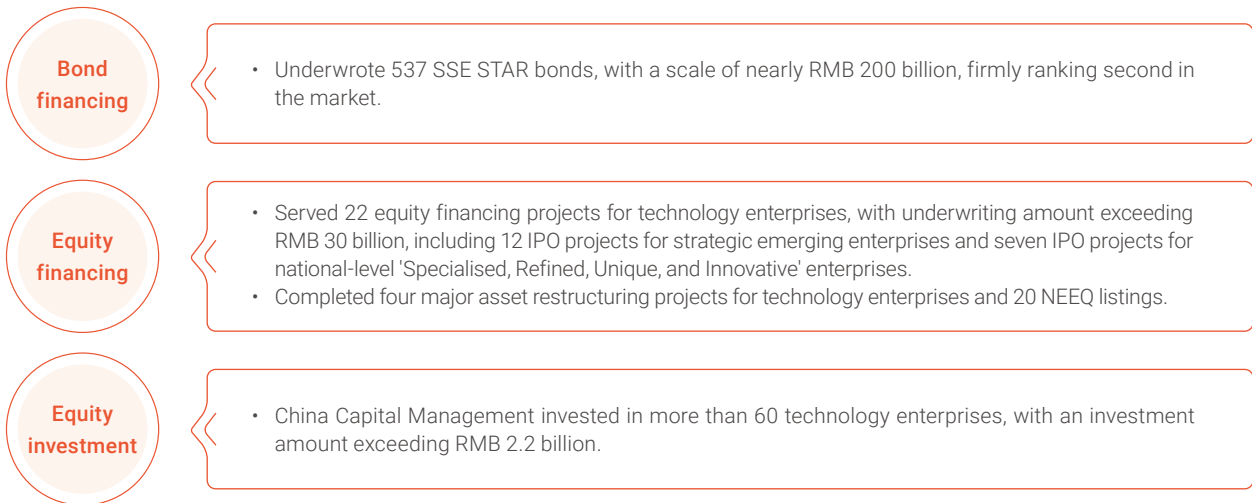 Bond
financing
• Underwrote 537 SSE STAR bonds, with a scale of nearly RMB 200 billion, firmly ranking second in
the market.
Equity
financing
• Served 22 equity financing projects for technology enterprises, with underwriting amount exceeding
RMB 30 billion, including 12 IPO projects for strategic emerging enterprises and seven IPO projects for
national-level 'Specialised, Refined, Unique, and Innovative' enterprises.
• Completed four major asset restructuring projects for technology enterprises and 20 NEEQ listings.
Equity
investment
• China Capital Management invested in more than 60 technology enterprises, with an investment
amount exceeding RMB 2.2 billion.